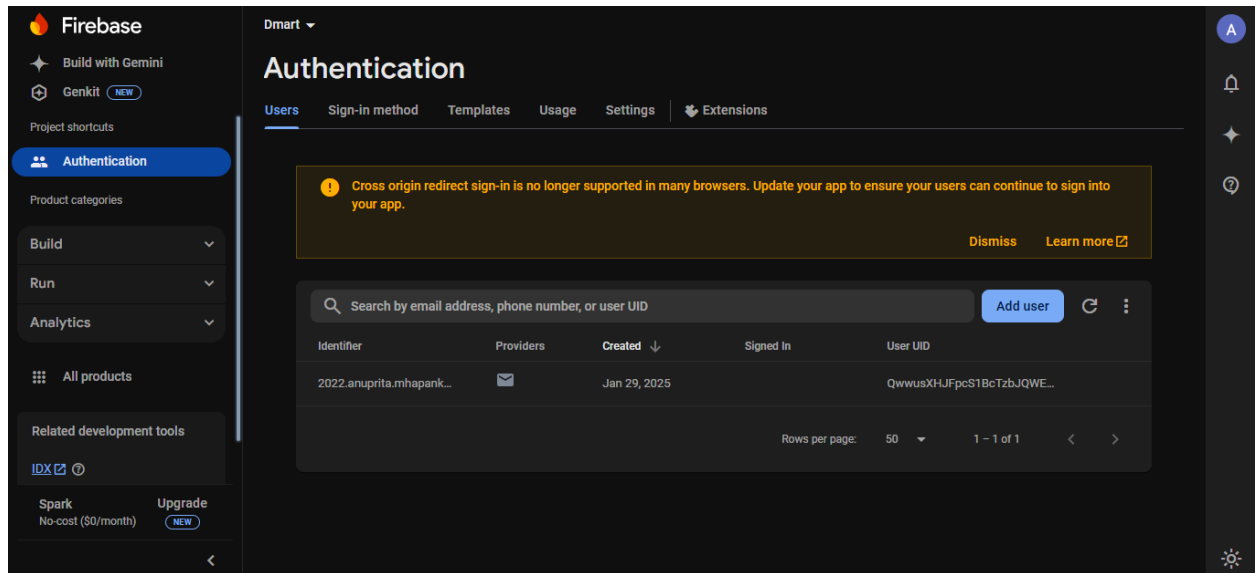 Firebase
Build with Gemini
Genkit NEW
Project shortcuts
Authentication
Product categories
Build
Run
Analytics
All products
Related development tools
IDX
Spark
No-cost ($0/month)
Upgrade
NEW
Dmart
Authentication
Users Sign-in method Templates Usage Settings Extensions
Cross origin redirect sign-in is no longer supported in many browsers. Update your app to ensure your users can continue to sign into
your app.
Dismiss Learn more
Search by email address, phone number, or user UID Add user
Identifier Providers Created Signed In User UID
2022.anuprita.mhapank... Jan 29, 2025 QwwusXHJFpcS1BcTzbJQWE...
Rows per page: 50 1 – 1 of 1
A